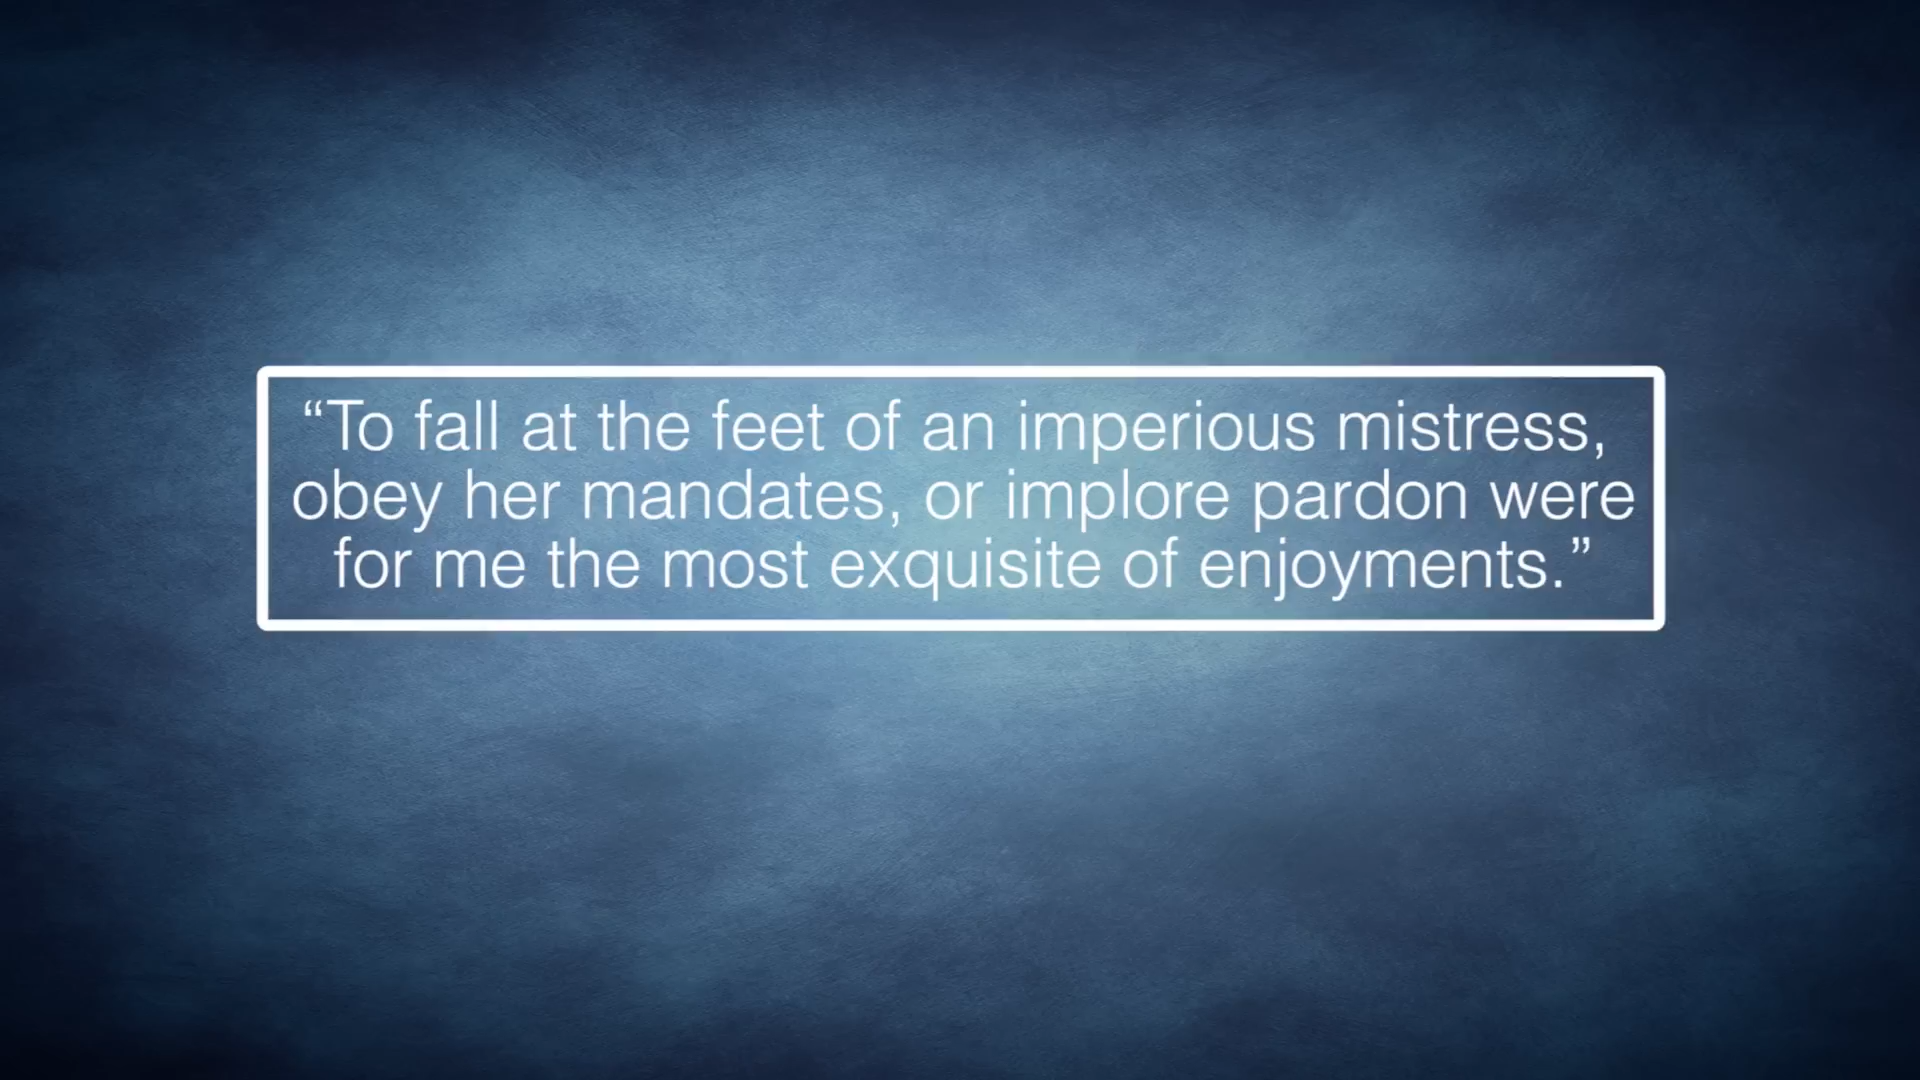 “To fall at the feet of an imperious mistress,
obey her mandates, or implore pardon were
for me the most exquisite of enjoyments.”